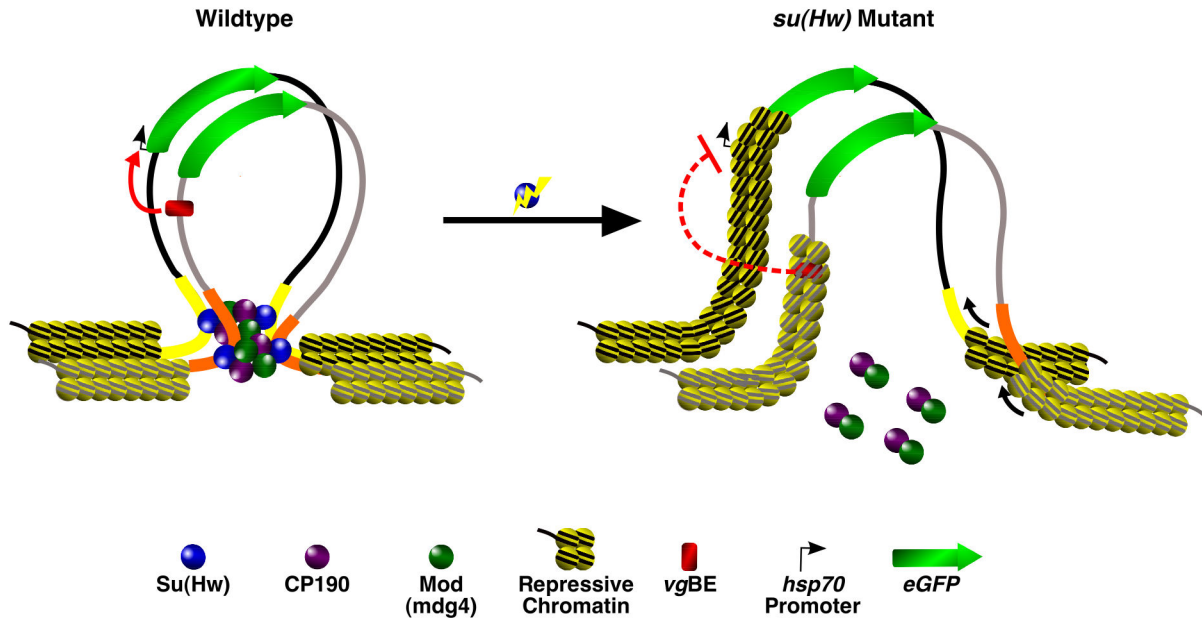 Wildtype
su(Hw) Mutant
Su(Hw)
CP190
Mod
(mdg4)
Repressive
Chromatin
vgBE
hsp70
Promoter
eGFP